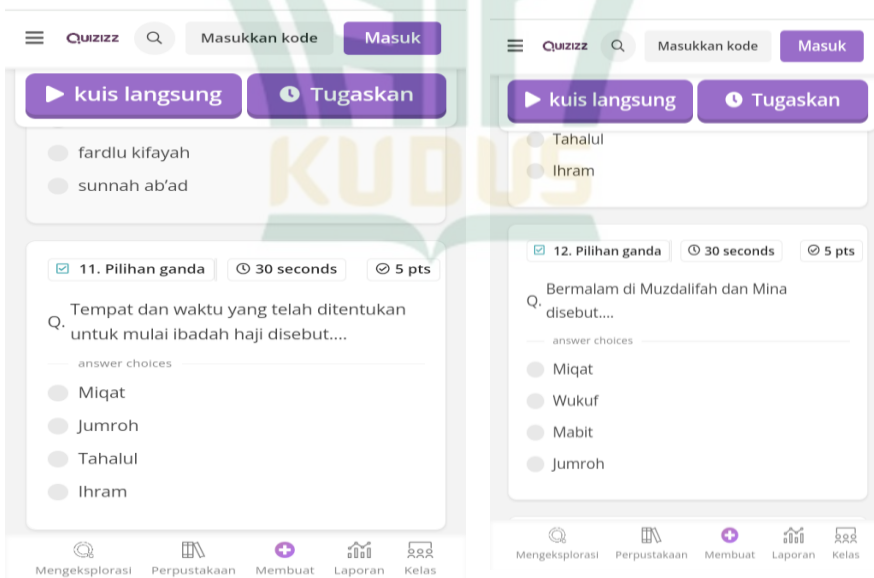 QUIZIZZ
Masukkan kode
Masuk
kuis langsung
Tugaskan
fardlu kifayah
sunnah ab'ad
11. Pilihan ganda
30 seconds
5 pts
Q. Tempat dan waktu yang telah ditentukan
untuk mulai ibadah haji disebut....
answer choices
Miqat
Jumroh
Tahalul
Ihram
Mengeksplorasi
Perpustakaan
Membuat
Laporan
Kelas
QUIZIZZ
Masukkan kode
Masuk
kuis langsung
Tugaskan
Tahalul
Ihram
12. Pilihan ganda
30 seconds
5 pts
Q. Bermalam di Muzdalifah dan Mina
disebut....
answer choices
Miqat
Wukuf
Mabit
Jumroh
Mengeksplorasi
Perpustakaan
Membuat
Laporan
Kelas
KUDUS